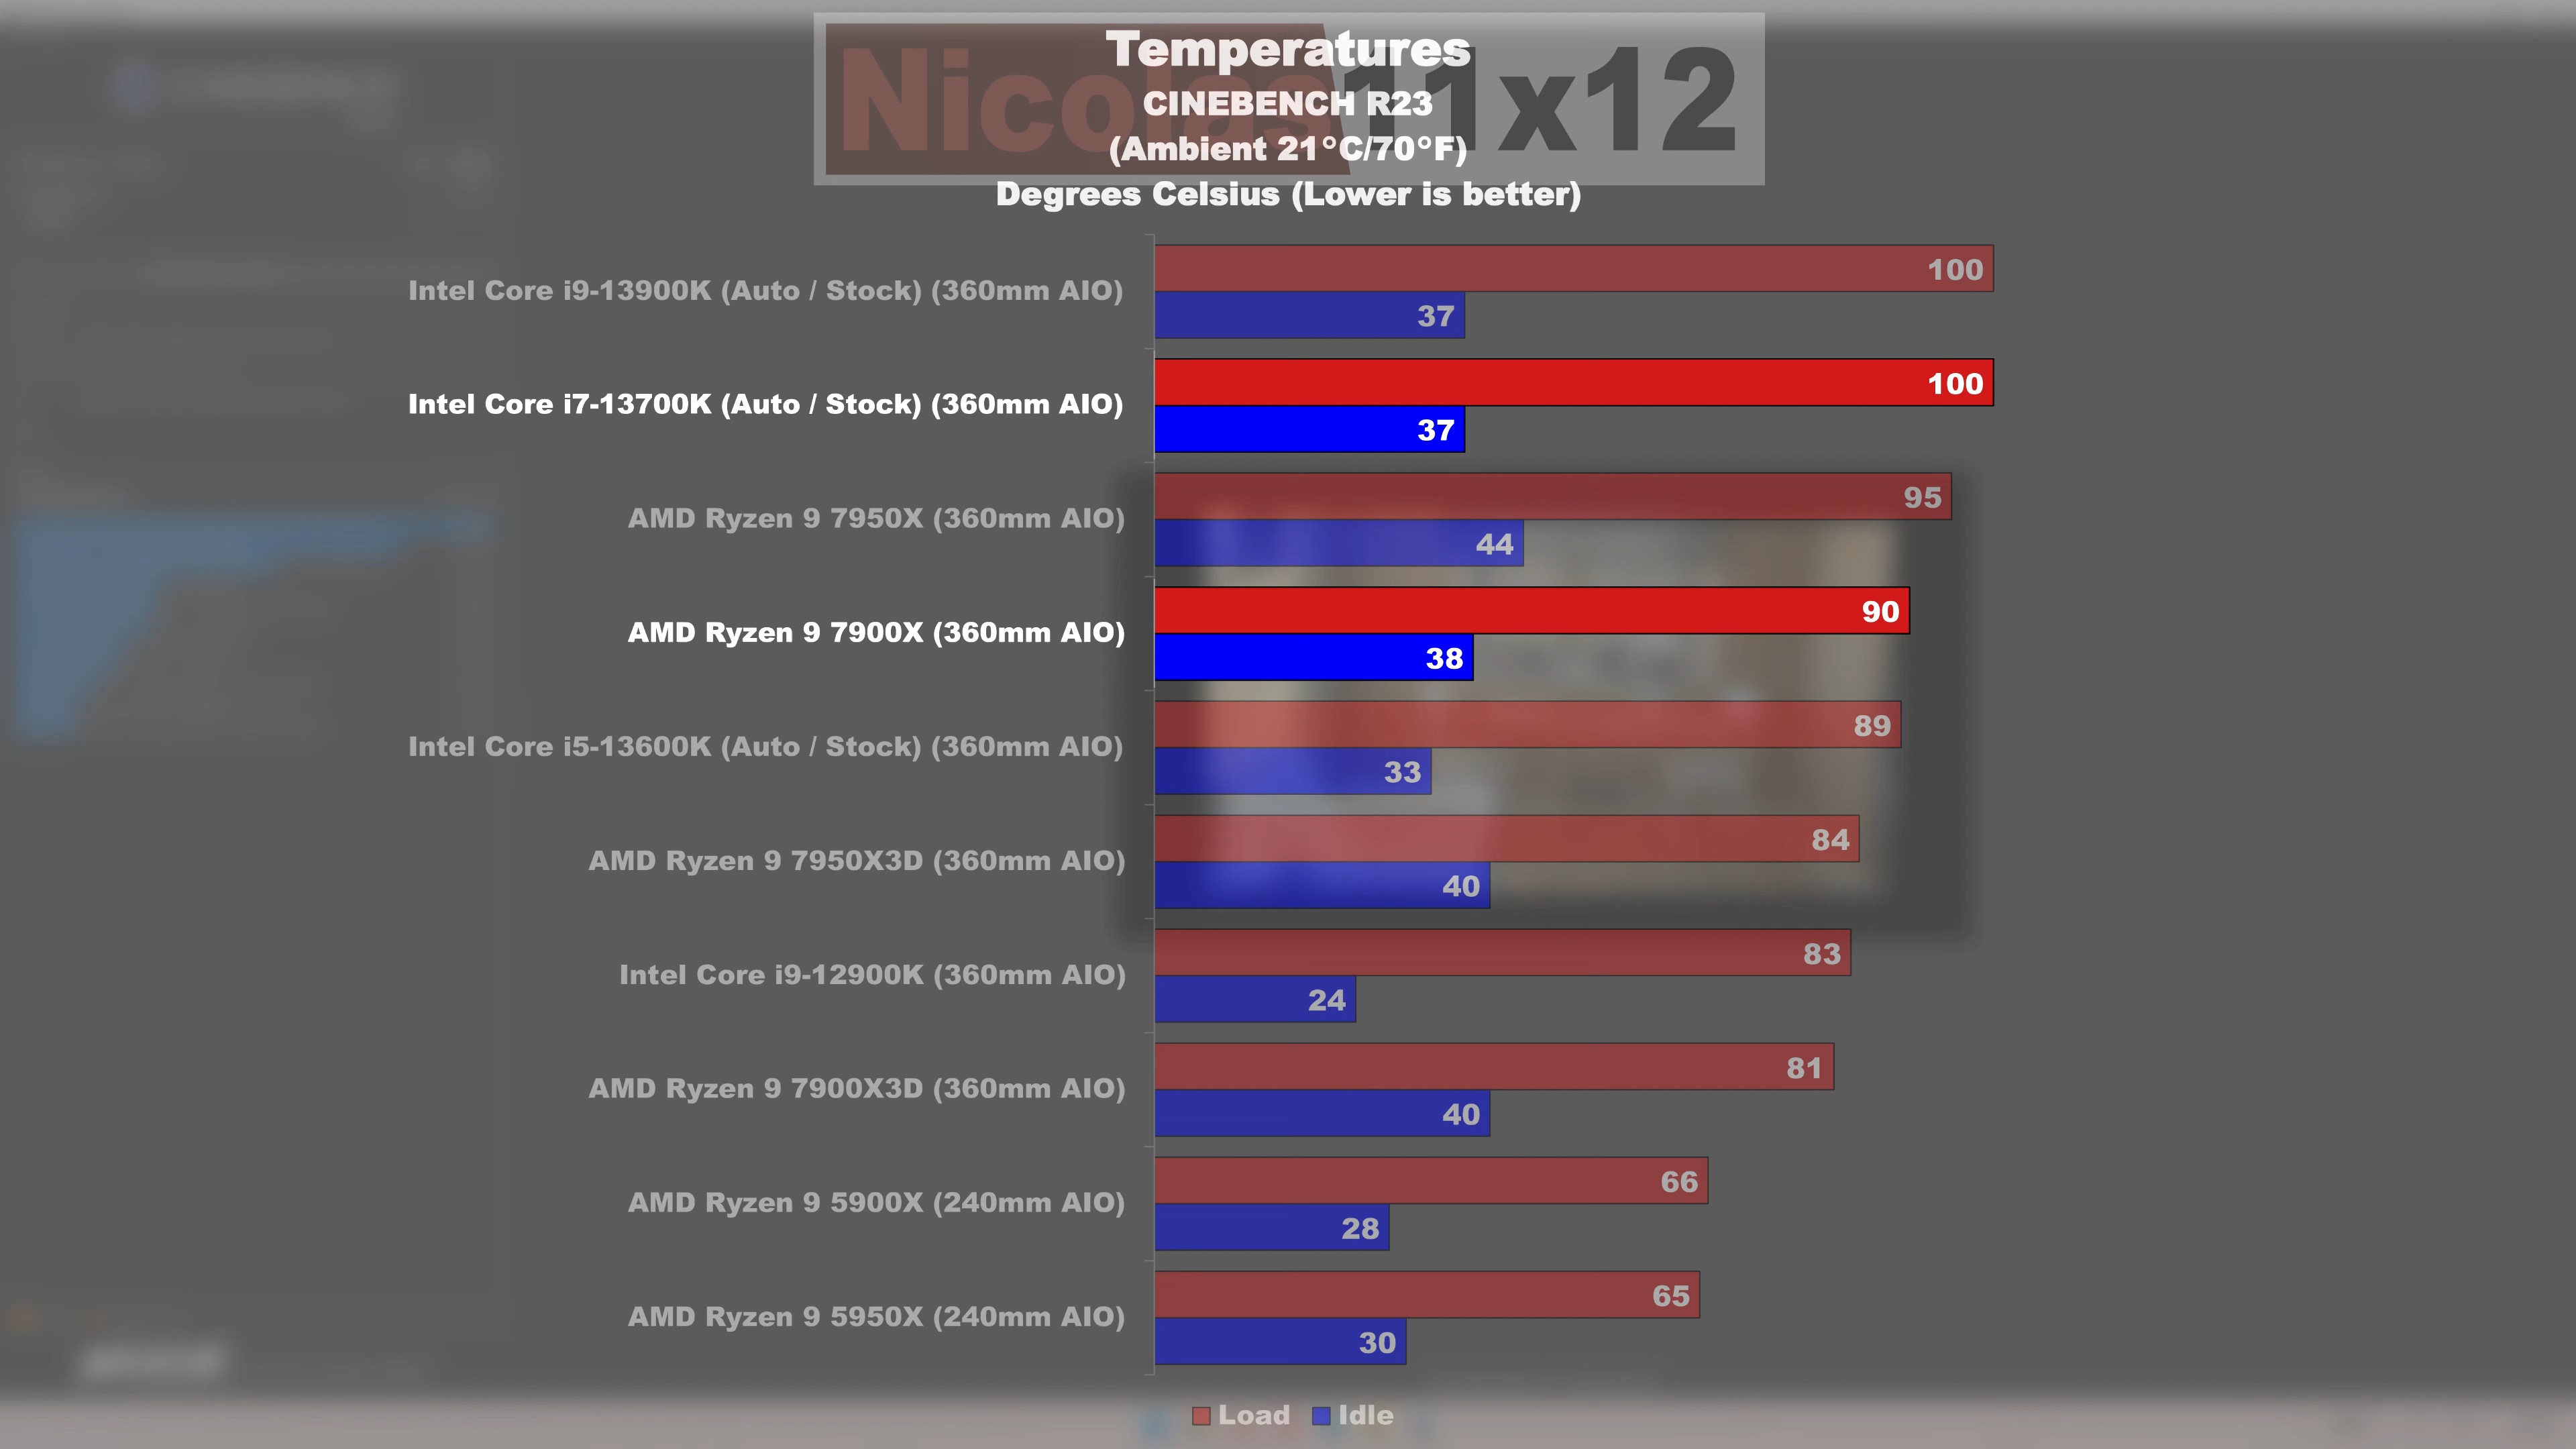 Nicolas11x12
Temperatures
CINEBENCH R23
(Ambient 21°C/70°F)
Degrees Celsius (Lower is better)
Intel Core i9-13900K (Auto / Stock) (360mm AIO)
100
37
Intel Core i7-13700K (Auto / Stock) (360mm AIO)
100
37
AMD Ryzen 9 7950X (360mm AIO)
95
44
AMD Ryzen 9 7900X (360mm AIO)
90
38
Intel Core i5-13600K (Auto / Stock) (360mm AIO)
89
33
AMD Ryzen 9 7950X3D (360mm AIO)
84
40
Intel Core i9-12900K (360mm AIO)
83
24
AMD Ryzen 9 7900X3D (360mm AIO)
81
40
AMD Ryzen 9 5900X (240mm AIO)
66
28
AMD Ryzen 9 5950X (240mm AIO)
65
30
Load Idle